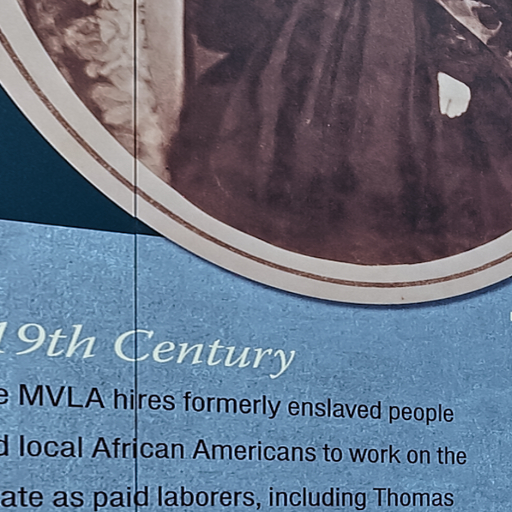 19th Century
e MVLA hires formerly enslaved people
d local African Americans to work on the
ate as paid laborers, including Thomas